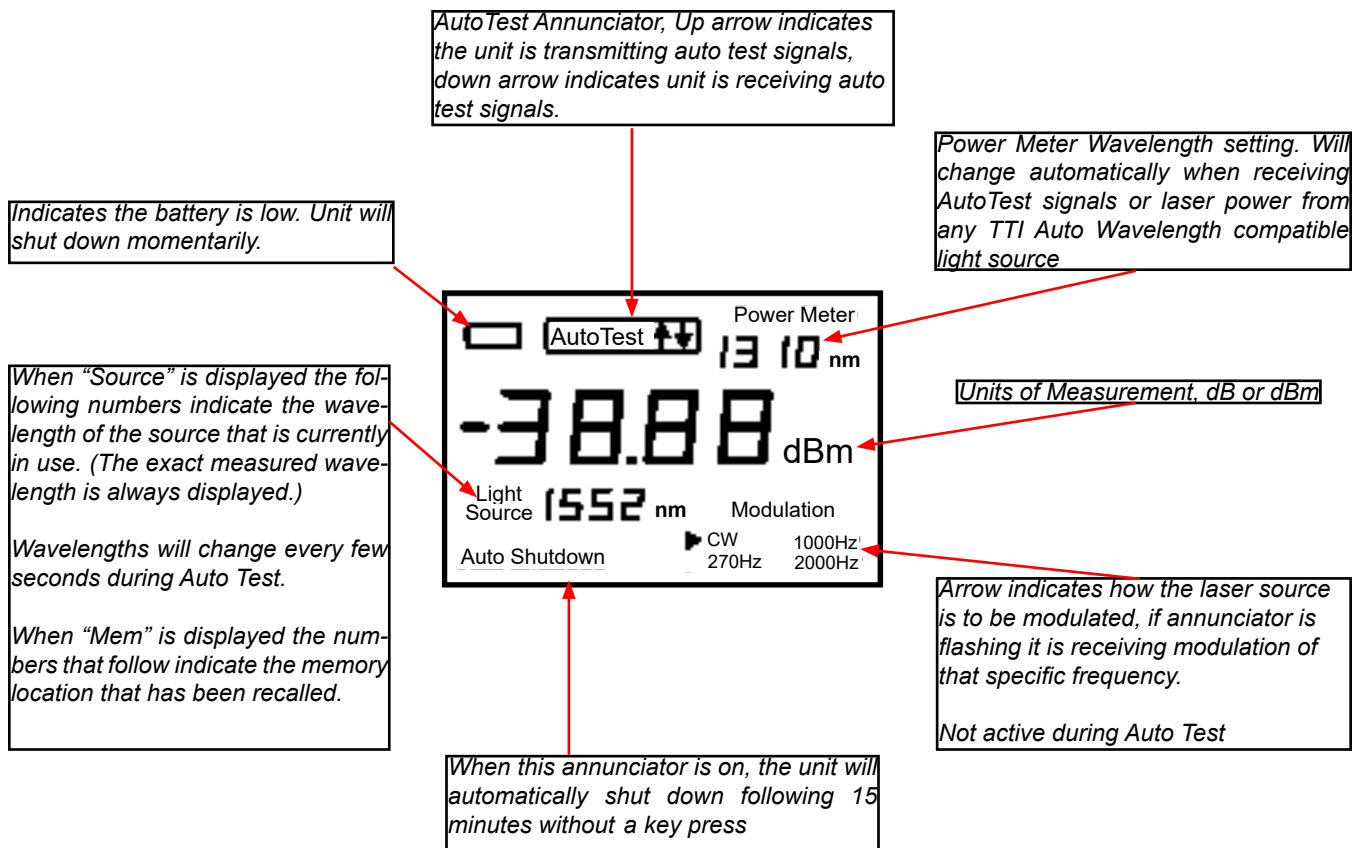 AutoTest Annunciator, Up arrow indicates
the unit is transmitting auto test signals,
down arrow indicates unit is receiving auto
test signals.
Power Meter Wavelength setting. Will
change automatically when receiving
AutoTest signals or laser power from
any TTI Auto Wavelength compatible
light source
Indicates the battery is low. Unit will
shut down momentarily.
AutoTest
Power Meter
1310 nm
When “Source” is displayed the fol-
lowing numbers indicate the wave-
length of the source that is currently
in use. (The exact measured wave-
length is always displayed.)
Wavelengths will change every few
seconds during Auto Test.
When “Mem” is displayed the num-
bers that follow indicate the memory
location that has been recalled.
-38.88 dBm
Units of Measurement, dB or dBm
Light
Source 1552 nm
Modulation
CW 1000Hz
270Hz 2000Hz
Auto Shutdown
Arrow indicates how the laser source
is to be modulated, if annunciator is
flashing it is receiving modulation of
that specific frequency.
Not active during Auto Test
When this annunciator is on, the unit will
automatically shut down following 15
minutes without a key press